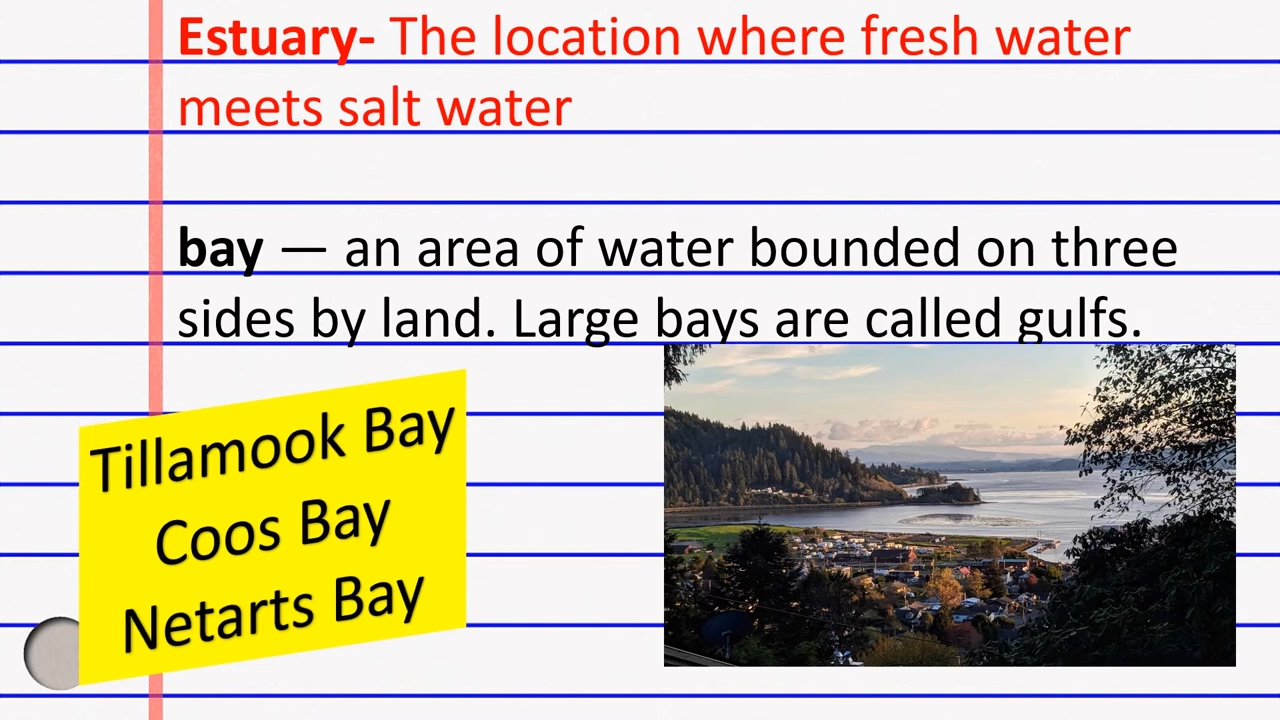 Estuary- The location where fresh water
meets salt water
bay — an area of water bounded on three
sides by land. Large bays are called gulfs.
Tillamook Bay
Coos Bay
Netarts Bay